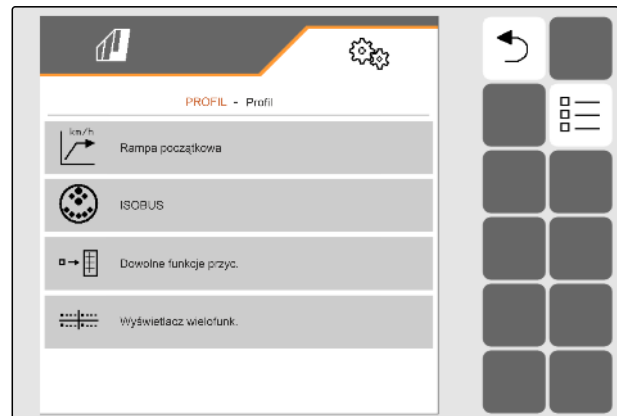 PROFIL - Profil
km/h
Rampa początkowa
ISOBUS
Dowolne funkcje przyc.
Wyświetlacz wielofunk.